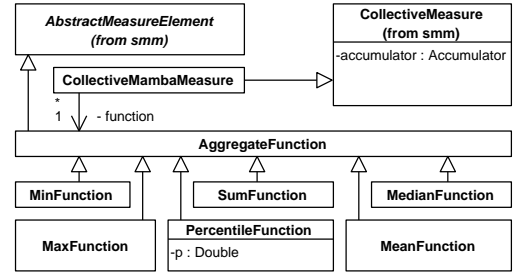 AbstractMeasureElement
(from smm)
CollectiveMeasure
(from smm)
-accumulator : Accumulator
CollectiveMambaMeasure
*
1
- function
AggregateFunction
MinFunction
SumFunction
MedianFunction
MaxFunction
PercentileFunction
-p : Double
MeanFunction